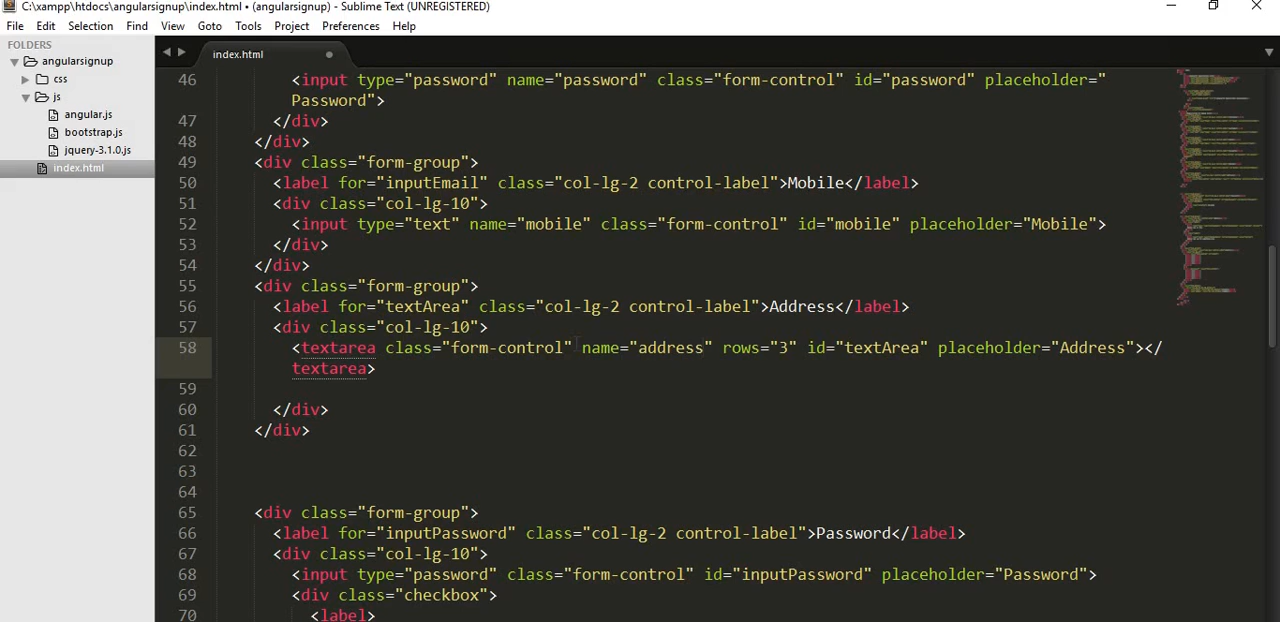 C:\xampp\htdocs\angularsignup\index.html • (angularsignup) - Sublime Text (UNREGISTERED)
File Edit Selection Find View Goto Tools Project Preferences Help
FOLDERS
angularsignup
css
js
angular.js
bootstrap.js
jquery-3.1.0.js
index.html
index.html
46 <input type="password" name="password" class="form-control" id="password" placeholder="
Password">
47 </div>
48 </div>
49 <div class="form-group">
50 <label for="inputEmail" class="col-lg-2 control-label">Mobile</label>
51 <div class="col-lg-10">
52 <input type="text" name="mobile" class="form-control" id="mobile" placeholder="Mobile">
53 </div>
54 </div>
55 <div class="form-group">
56 <label for="textArea" class="col-lg-2 control-label">Address</label>
57 <div class="col-lg-10">
58 <textarea class="form-control" name="address" rows="3" id="textArea" placeholder="Address"></
textarea>
59
60 </div>
61 </div>
62
63
64
65 <div class="form-group">
66 <label for="inputPassword" class="col-lg-2 control-label">Password</label>
67 <div class="col-lg-10">
68 <input type="password" class="form-control" id="inputPassword" placeholder="Password">
69 <div class="checkbox">
70 <label>